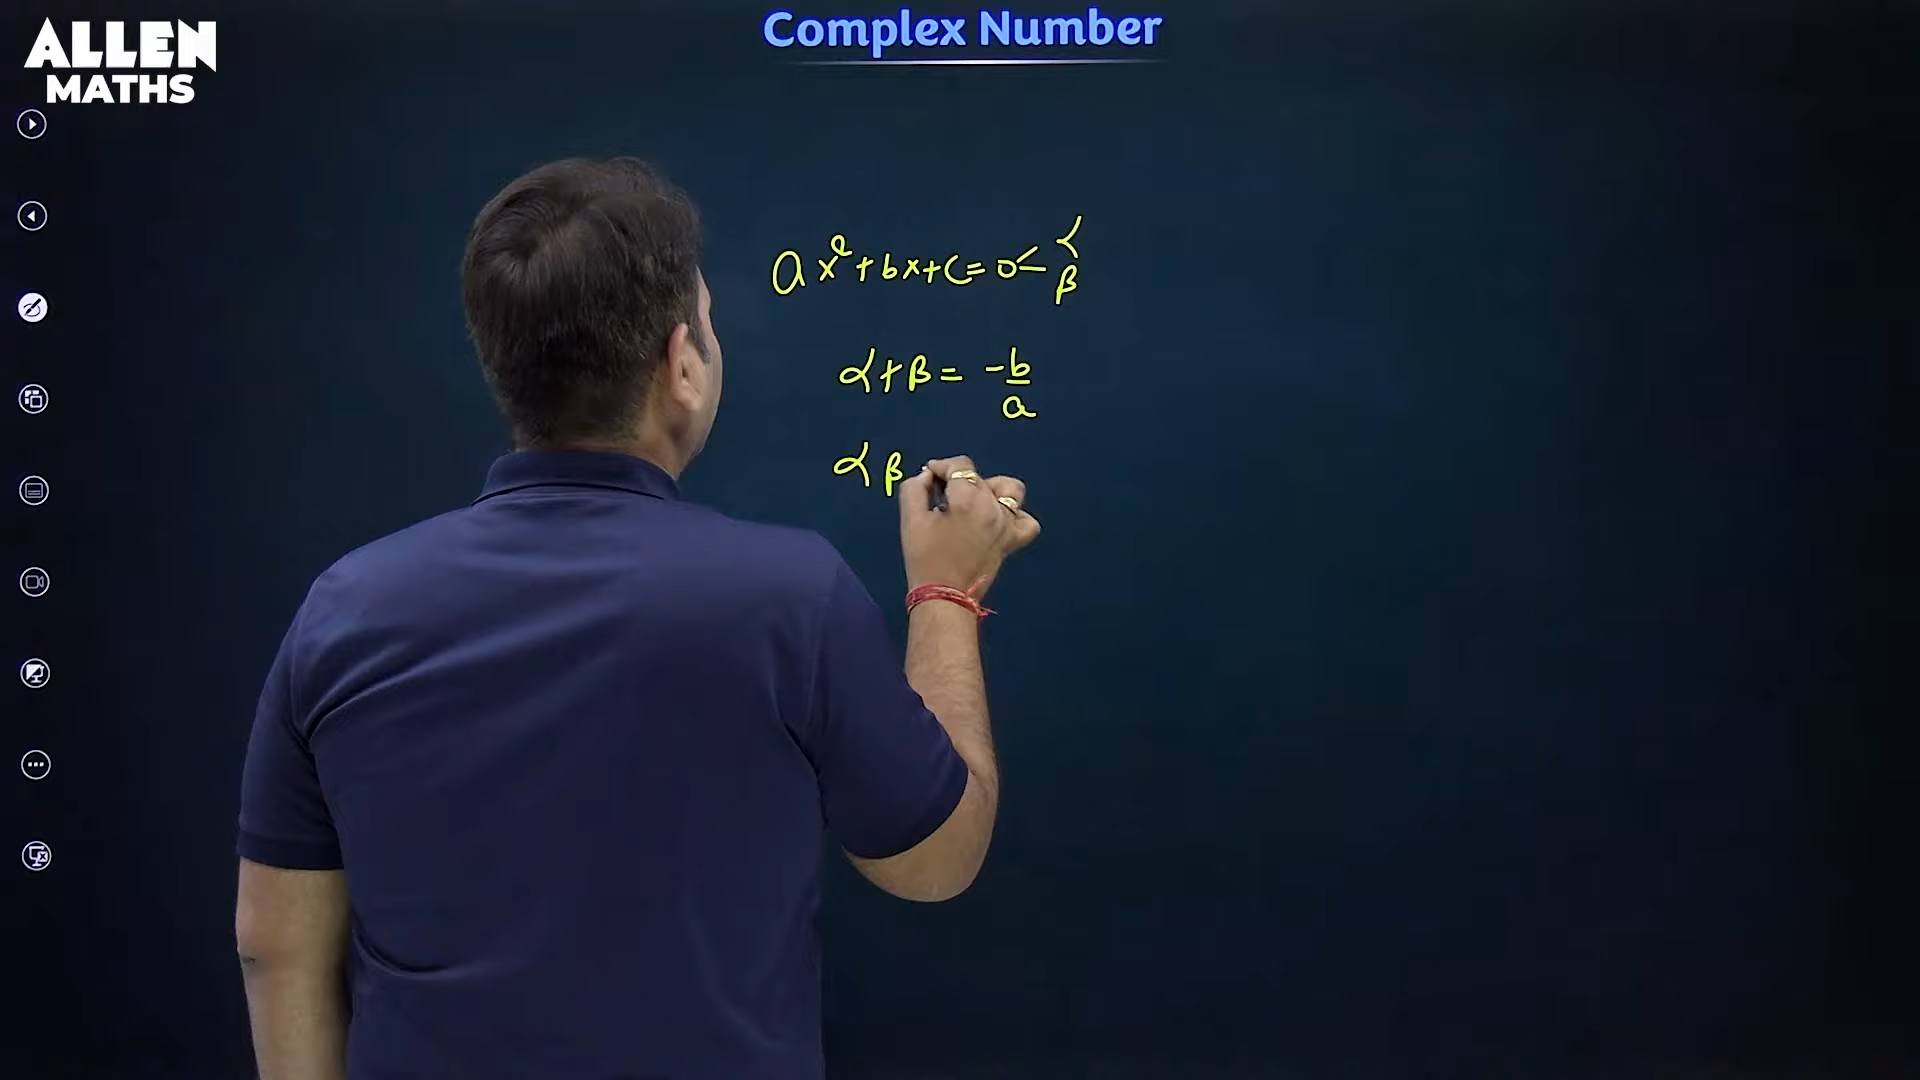 ALLEN
MATHS
Complex Number
ax²+bx+c=0< α
β
α+β = -b/a
αβ